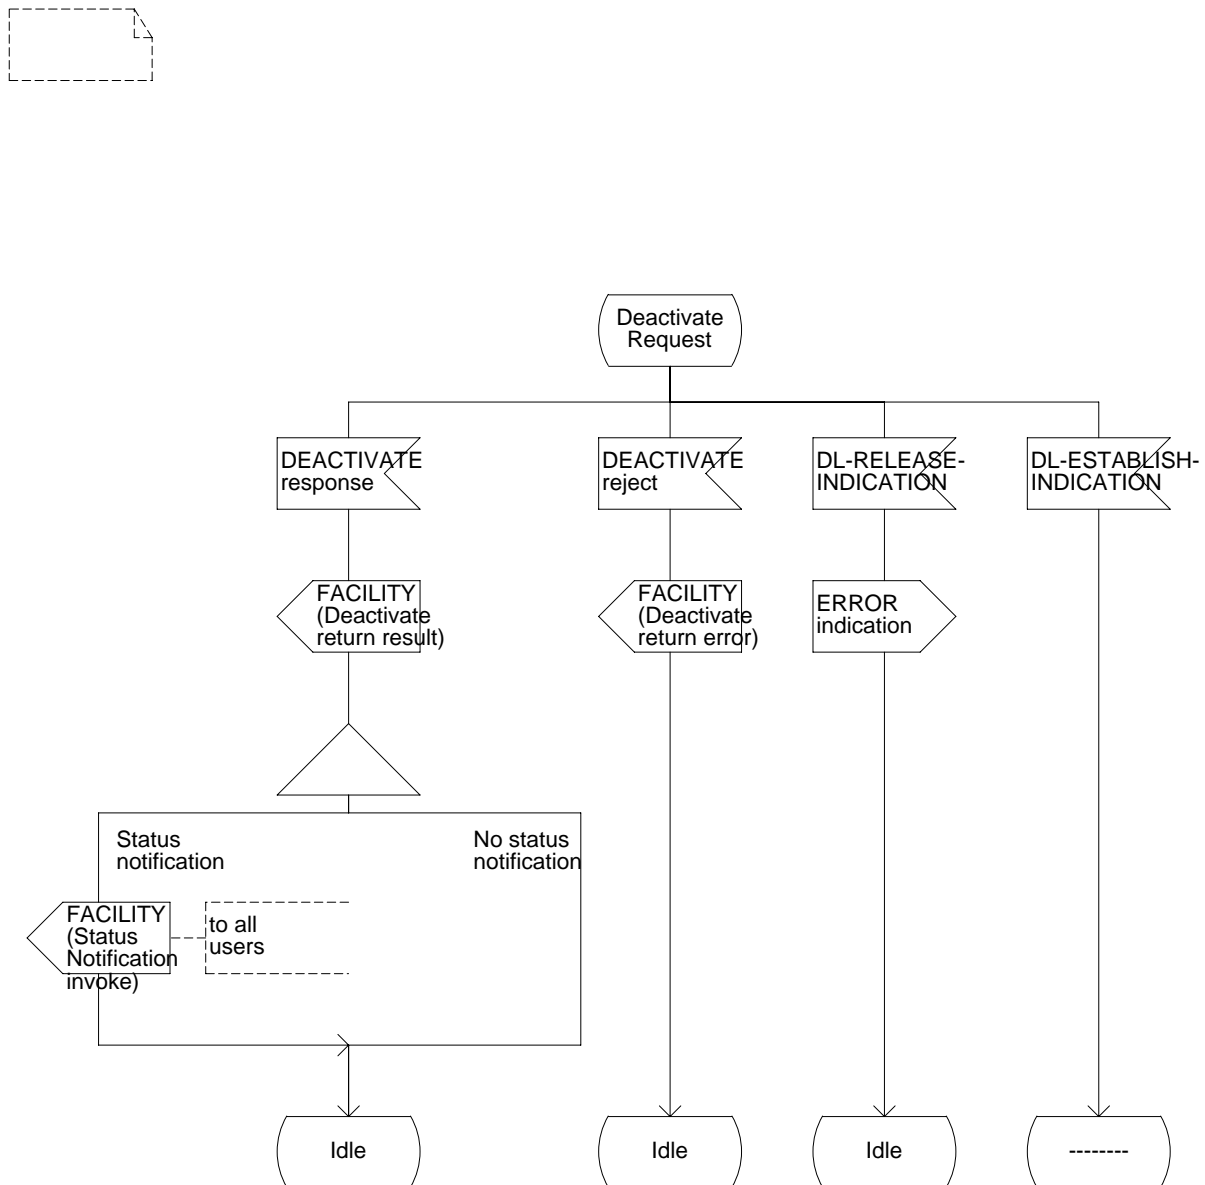 Deactivate
Request
DEACTIVATE
response
DEACTIVATE
reject
DL-RELEASE-
INDICATION
DL-ESTABLISH-
INDICATION
FACILITY
(Deactivate
return result)
FACILITY
(Deactivate
return error)
ERROR
indication
Status
notification
No status
notification
FACILITY
(Status
Notification
invoke)
to all
users
Idle
Idle
Idle
--------